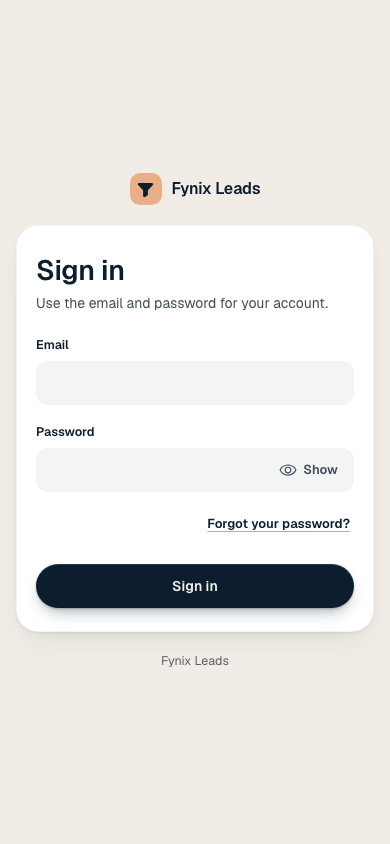 Fynix Leads
Sign in
Use the email and password for your account.
Email
Password
Show
Forgot your password?
Sign in
Fynix Leads